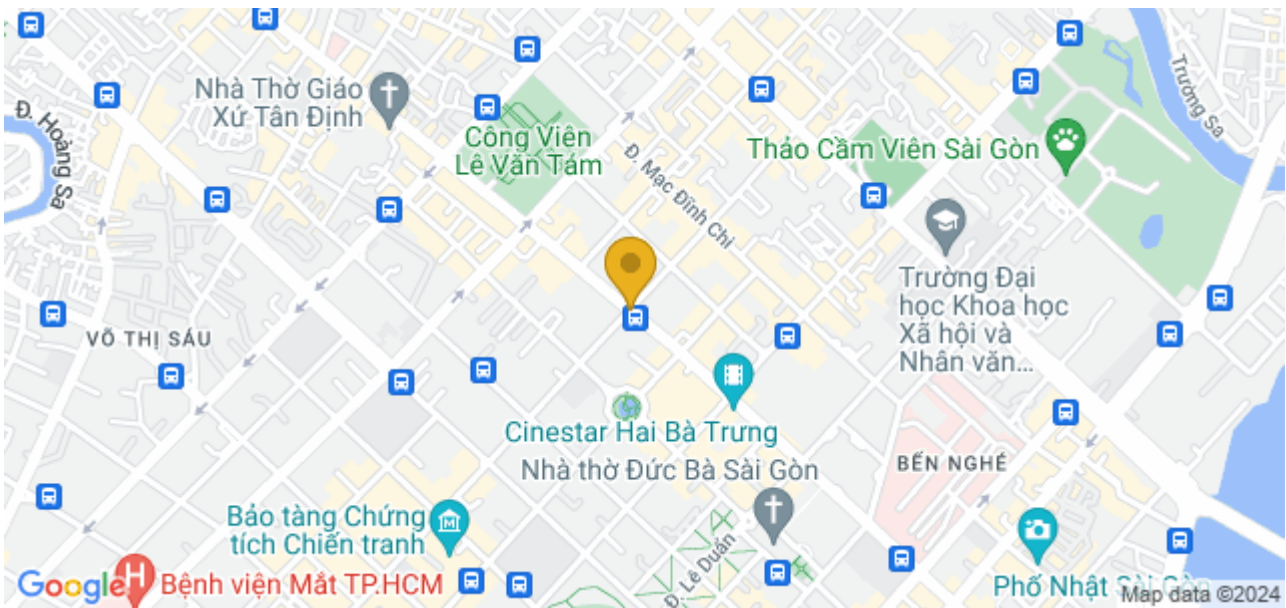 Nhà Thờ Giáo
Xứ Tân Định
Công Viên
Lê Văn Tám
Đ. Mạc Đĩnh Chi
Thảo Cầm Viên Sài Gòn
Trường Sa
Đ. Hoàng Sa
Trường Đại
học Khoa học
Xã hội và
Nhân văn...
VÕ THỊ SÁU
Cinestar Hai Bà Trưng
Nhà thờ Đức Bà Sài Gòn
BẾN NGHÉ
Bảo tàng Chứng
tích Chiến tranh
M
Đ. Lê Duẩn
Google
H
Bệnh viện Mắt TP.HCM
Phố Nhật Sài Gòn
Map data ©2024